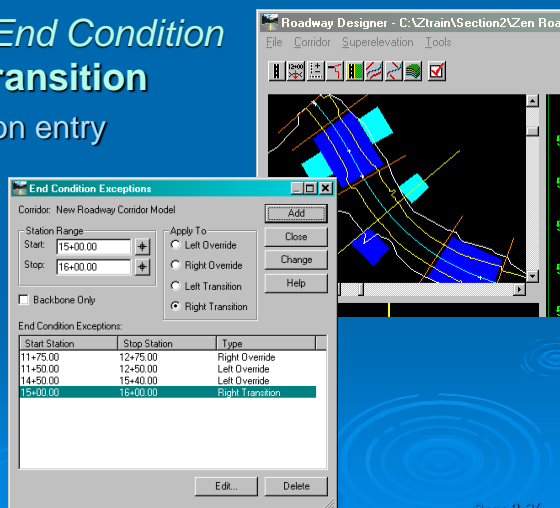 End Condition
ransition
on entry
Roadway Designer - C:\Ztrain\Section2\Zen Roa
File Corridor Superelevation Tools
12+00
End Condition Exceptions
Corridor: New Roadway Corridor Model
Add
Station Range
Apply To
Start: 15+00.00
Left Override
Close
Stop: 16+00.00
Right Override
Change
Left Transition
Help
Backbone Only
Right Transition
End Condition Exceptions:
Start Station Stop Station Type
11+75.00 12+75.00 Right Override
11+50.00 12+50.00 Left Override
14+50.00 15+40.00 Left Override
15+00.00 16+00.00 Right Transition
Edit... Delete